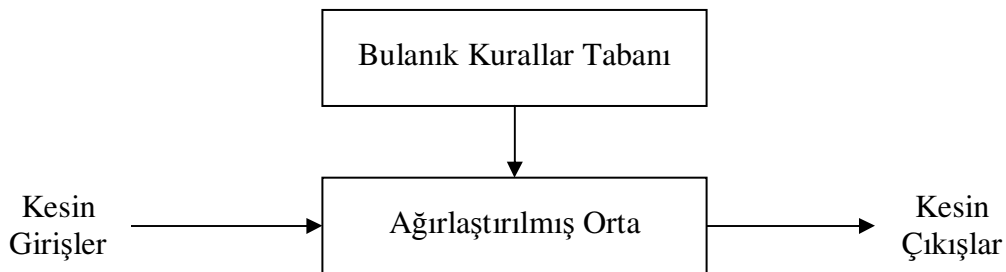 Bulanık Kurallar Tabanı
Kesin
Girişler
Ağırlaştırılmış Orta
Kesin
Çıkışlar